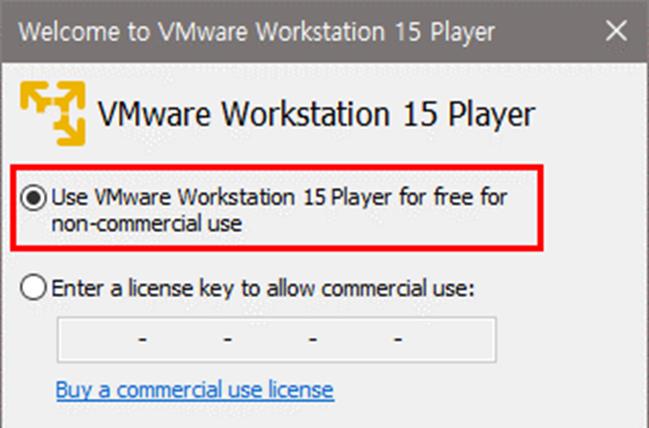 Welcome to VMware Workstation 15 Player
VMware Workstation 15 Player
Use VMware Workstation 15 Player for free for
non-commercial use
Enter a license key to allow commercial use:
- - - -
Buy a commercial use license